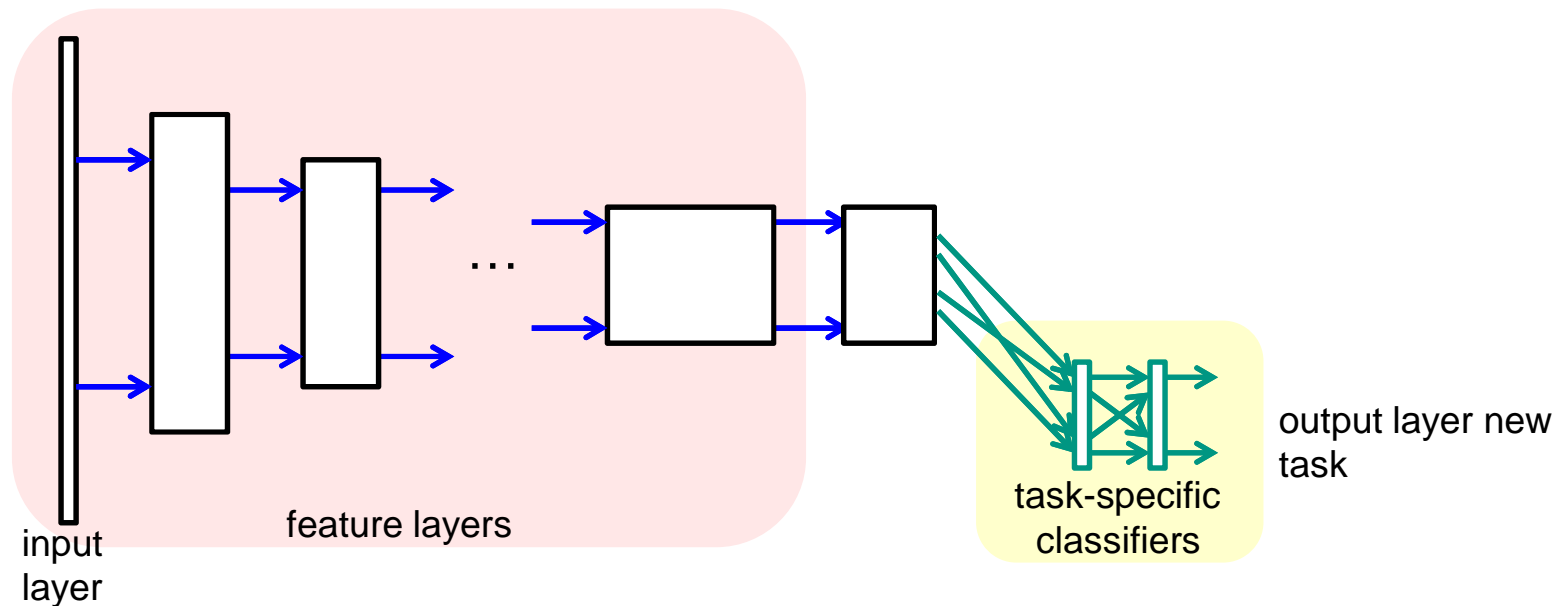 input
layer
feature layers
…
task-specific
classifiers
output layer new
task